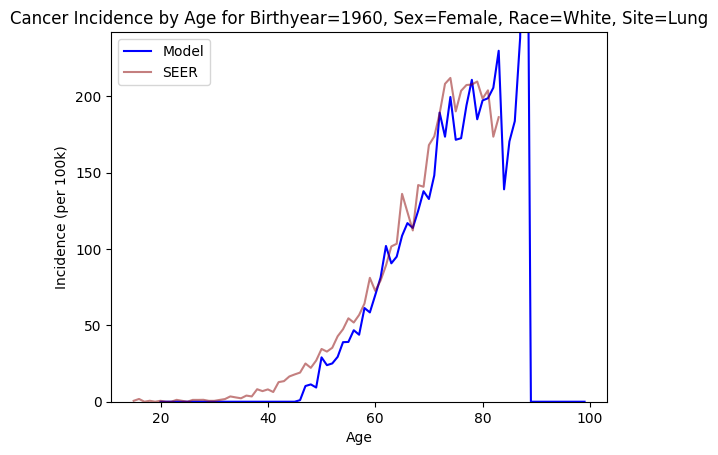 Cancer Incidence by Age for Birthyear=1960, Sex=Female, Race=White, Site=Lung
Model
SEER
Incidence (per 100k)
200
150
100
50
0
20 40 60 80 100
Age